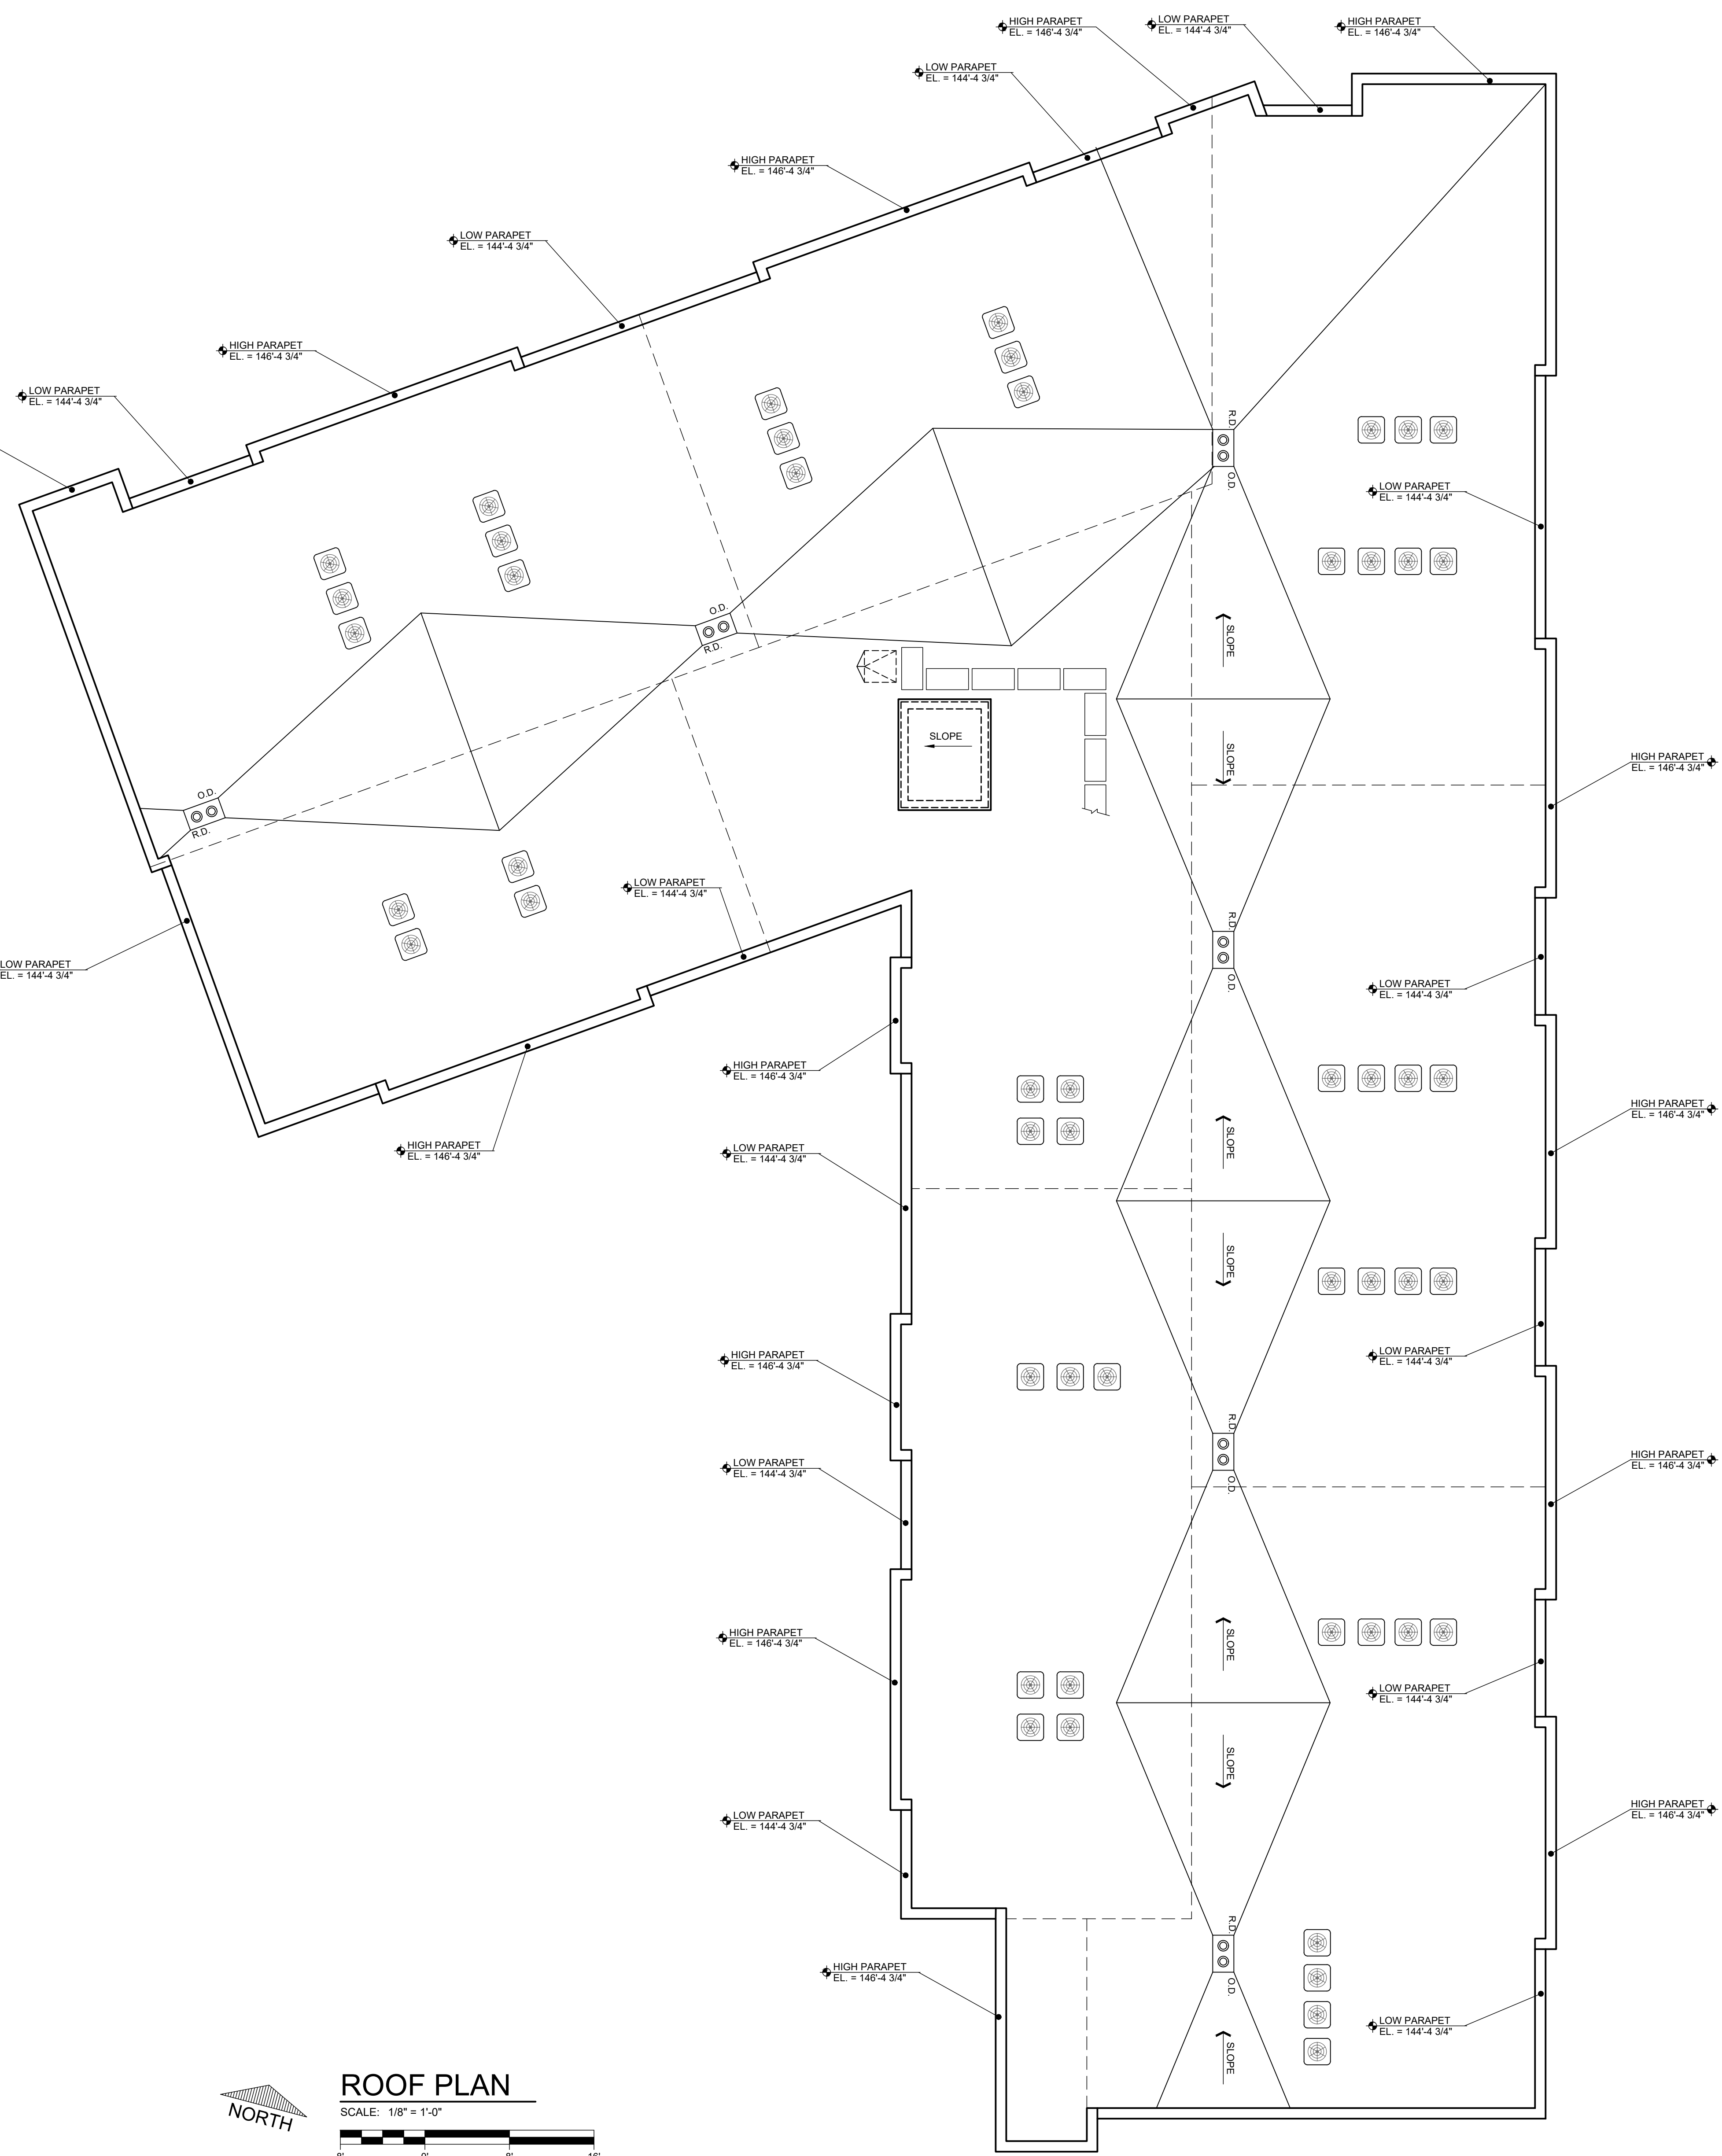 HIGH PARAPET
EL. = 146'-4 3/4"
LOW PARAPET
EL. = 144'-4 3/4"
HIGH PARAPET
EL. = 146'-4 3/4"
LOW PARAPET
EL. = 144'-4 3/4"
HIGH PARAPET
EL. = 146'-4 3/4"
LOW PARAPET
EL. = 144'-4 3/4"
HIGH PARAPET
EL. = 146'-4 3/4"
LOW PARAPET
EL. = 144'-4 3/4"
R.D.
O.D.
LOW PARAPET
EL. = 144'-4 3/4"
O.D.
R.D.
SLOPE
SLOPE
SLOPE
HIGH PARAPET
EL. = 146'-4 3/4"
O.D.
R.D.
LOW PARAPET
EL. = 144'-4 3/4"
R.D.
O.D.
LOW PARAPET
EL. = 144'-4 3/4"
LOW PARAPET
EL. = 144'-4 3/4"
HIGH PARAPET
EL. = 146'-4 3/4"
HIGH PARAPET
EL. = 146'-4 3/4"
HIGH PARAPET
EL. = 146'-4 3/4"
LOW PARAPET
EL. = 144'-4 3/4"
SLOPE
SLOPE
HIGH PARAPET
EL. = 146'-4 3/4"
LOW PARAPET
EL. = 144'-4 3/4"
R.D.
O.D.
LOW PARAPET
EL. = 144'-4 3/4"
HIGH PARAPET
EL. = 146'-4 3/4"
HIGH PARAPET
EL. = 146'-4 3/4"
SLOPE
SLOPE
LOW PARAPET
EL. = 144'-4 3/4"
LOW PARAPET
EL. = 144'-4 3/4"
HIGH PARAPET
EL. = 146'-4 3/4"
R.D.
O.D.
HIGH PARAPET
EL. = 146'-4 3/4"
LOW PARAPET
EL. = 144'-4 3/4"
SLOPE
ROOF PLAN
SCALE: 1/8" = 1'-0"
NORTH
8'
0'
8'
16'